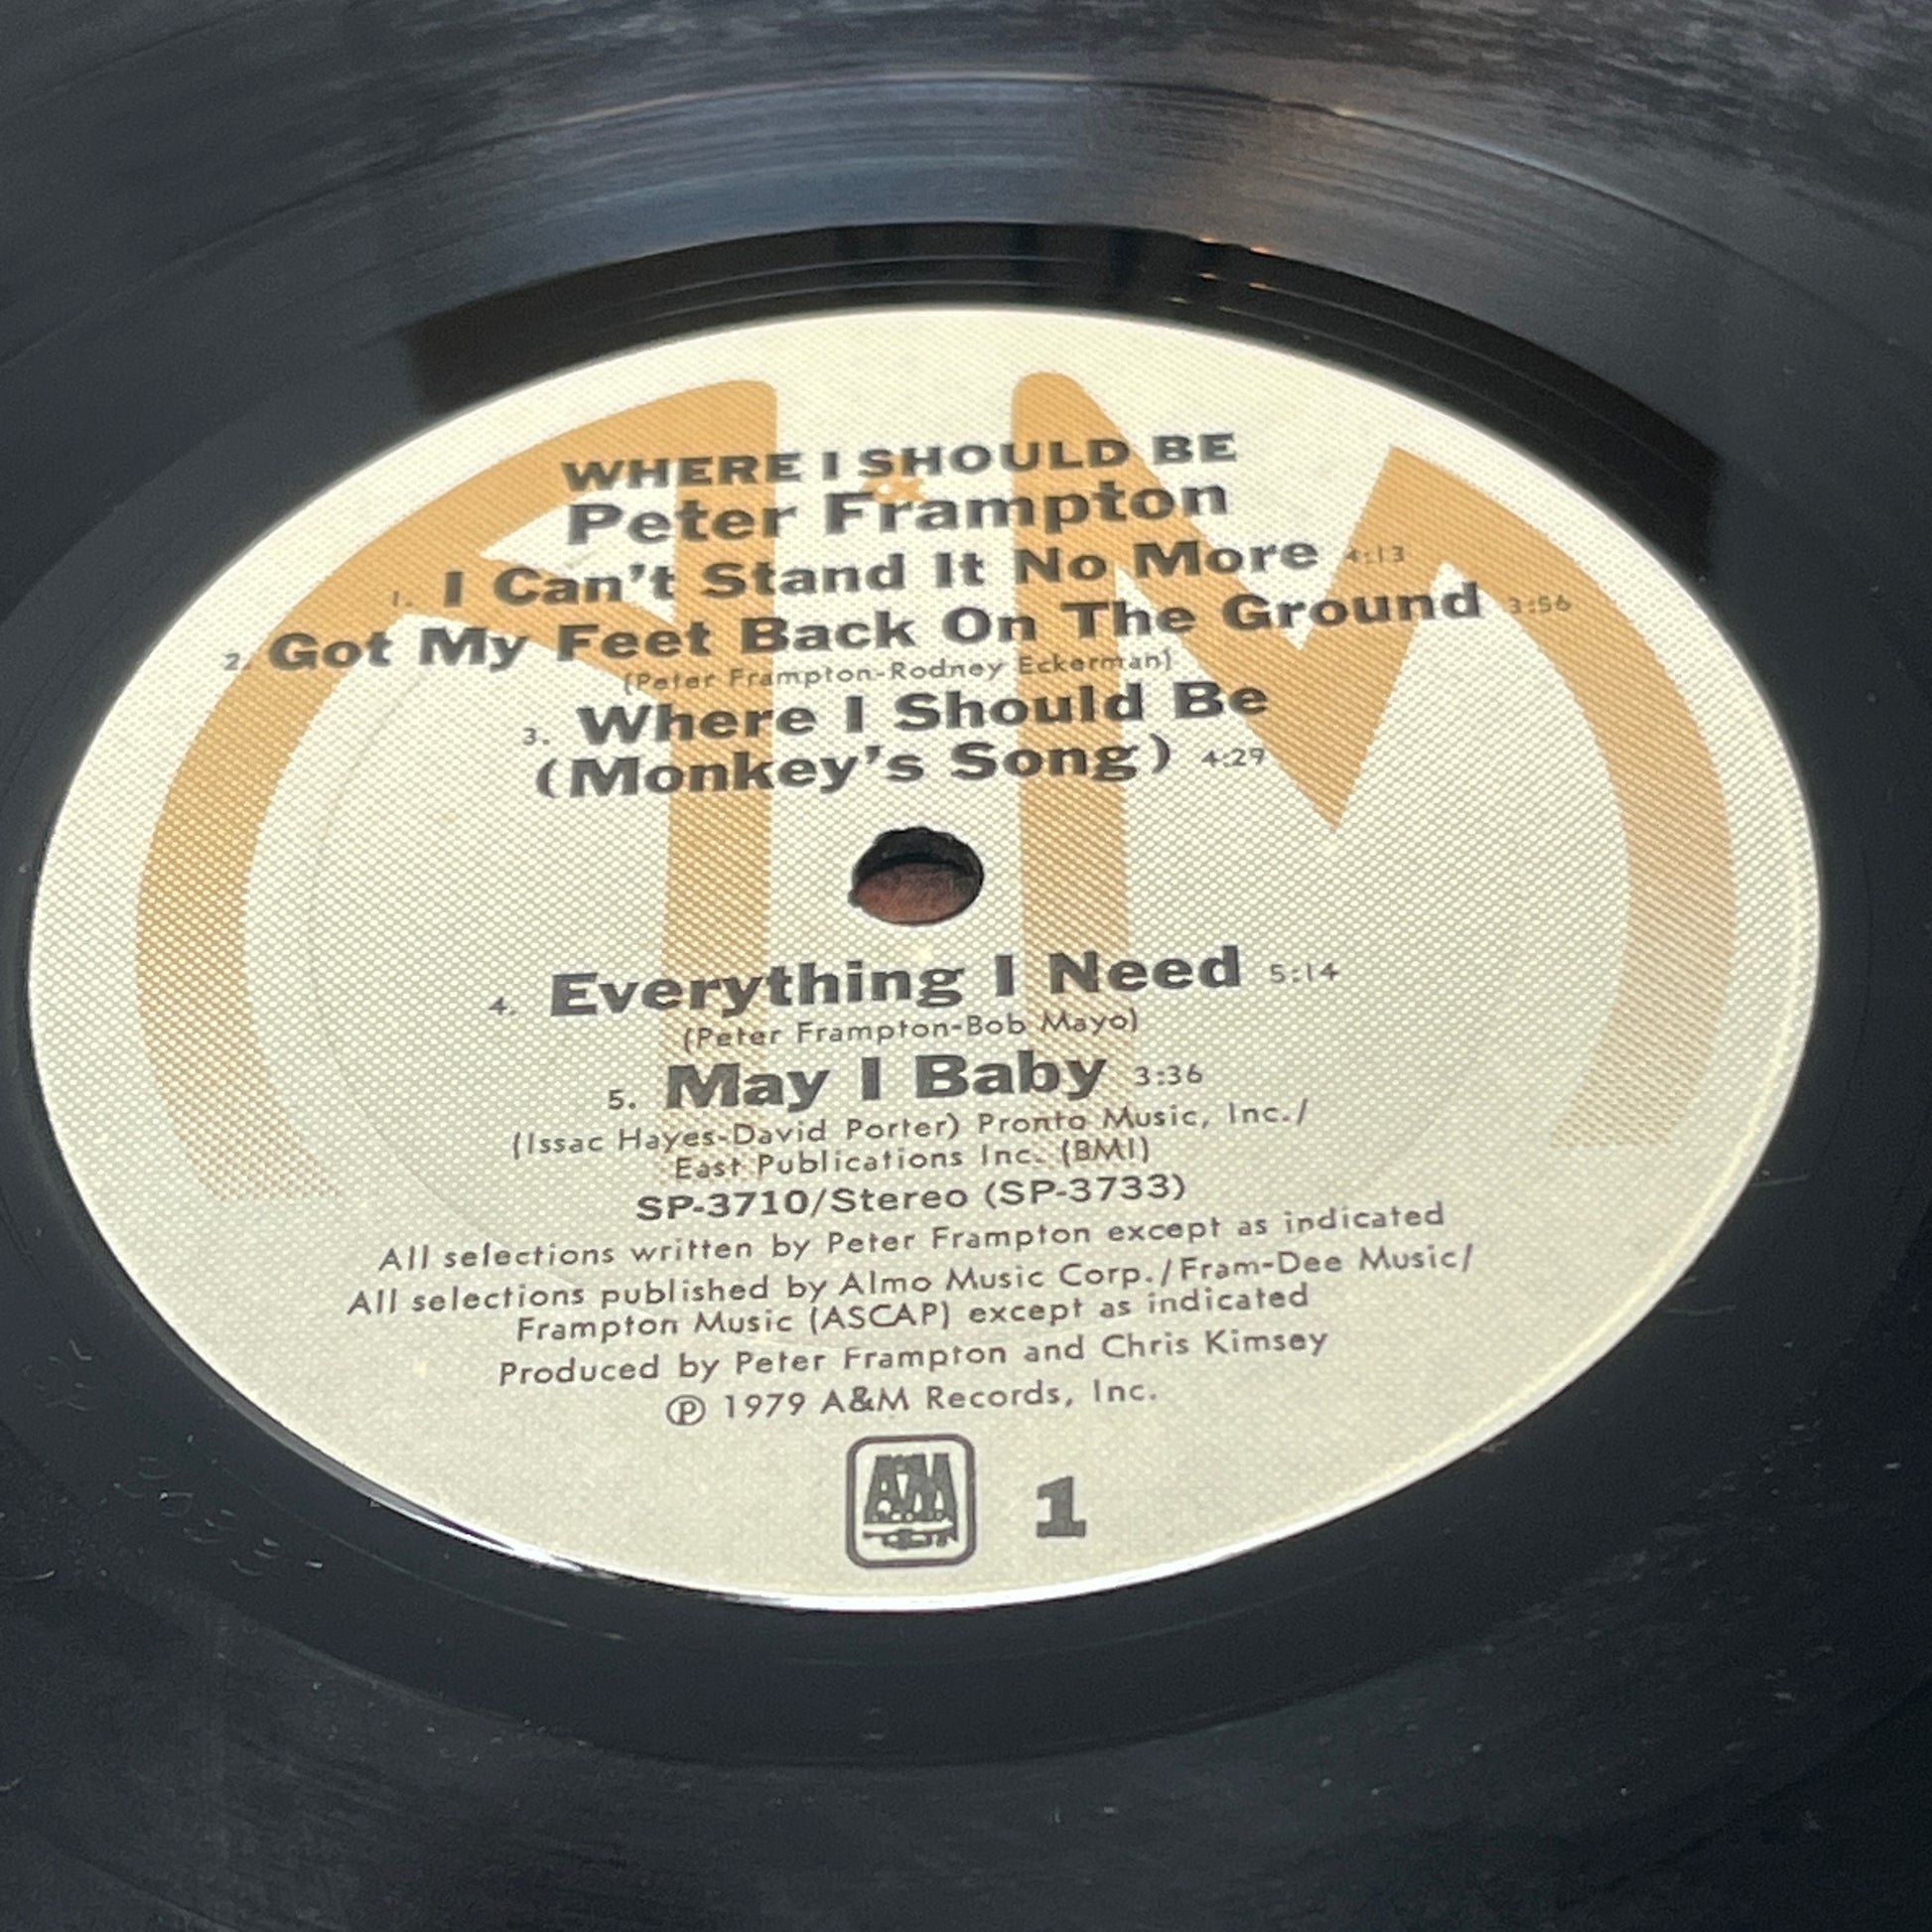 WHERE I SHOULD BE
Peter Frampton
1. I Can't Stand It No More 4:13
2. Got My Feet Back On The Ground 3:56
(Peter Frampton-Rodney Eckerman)
3. Where I Should Be
(Monkey's Song) 4:29
4. Everything I Need 5:14
(Peter Frampton-Bob Mayo)
5. May I Baby 3:36
(Issac Hayes-David Porter) Pronto Music, Inc./
East Publications Inc. (BMI)
SP-3710/Stereo (SP-3733)
All selections written by Peter Frampton except as indicated
All selections published by Almo Music Corp./Fram-Dee Music/
Frampton Music (ASCAP) except as indicated
Produced by Peter Frampton and Chris Kimsey
℗ 1979 A&M Records, Inc.
A&M 1